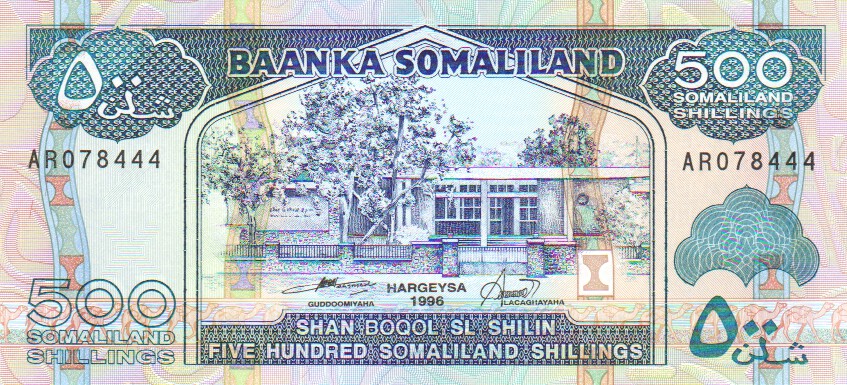 BAANKA SOMALILAND
٥٠٠
شلن
500
SOMALILAND
SHILLINGS
AR078444
AR078444
HARGEYSA
1996
GUDDOOMIYAHA
LACAGHAYAHA
500
SOMALILAND
SHILLINGS
SHAN BOQOL SL SHILIN
FIVE HUNDRED SOMALILAND SHILLINGS
٥٠٠
شلن